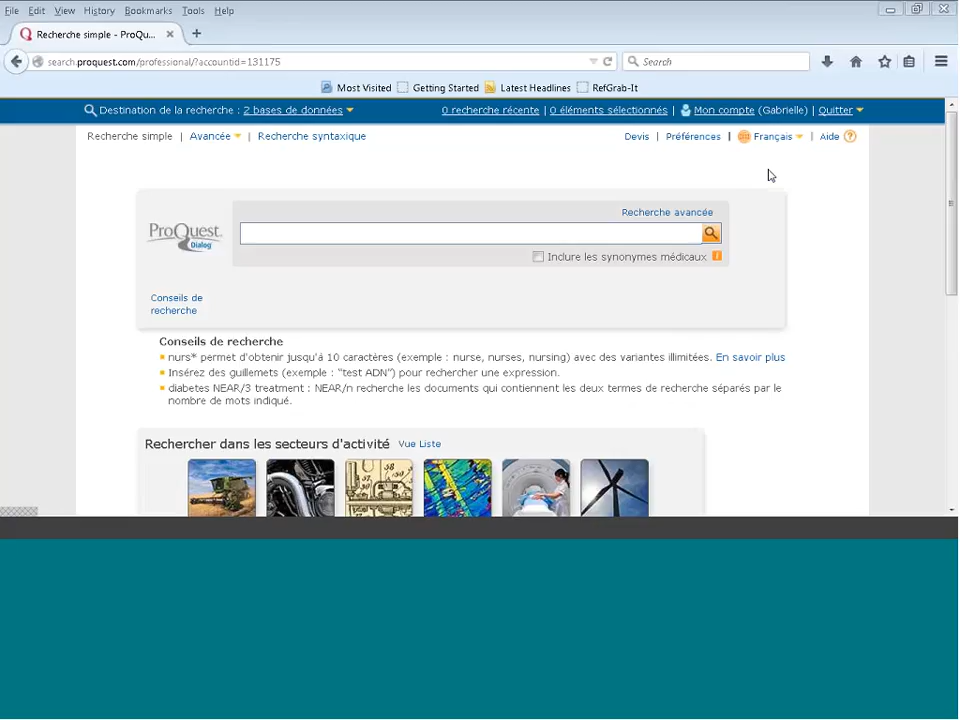 File Edit View History Bookmarks Tools Help
Recherche simple - ProQu...
search.proquest.com/professional/?accountid=131175
Search
Most Visited Getting Started Latest Headlines RefGrab-It
Destination de la recherche : 2 bases de données
0 recherche récente | 0 éléments sélectionnés | Mon compte (Gabrielle) | Quitter
Recherche simple | Avancée | Recherche syntaxique
Devis | Préférences | Français | Aide ?
Recherche avancée
ProQuest
Dialog
Inclure les synonymes médicaux i
Conseils de
recherche
Conseils de recherche
nurs* permet d'obtenir jusqu'à 10 caractères (exemple : nurse, nurses, nursing) avec des variantes illimitées. En savoir plus
Insérez des guillemets (exemple : "test ADN") pour rechercher une expression.
diabetes NEAR/3 treatment : NEAR/n recherche les documents qui contiennent les deux termes de recherche séparés par le
nombre de mots indiqué.
Rechercher dans les secteurs d'activité Vue Liste